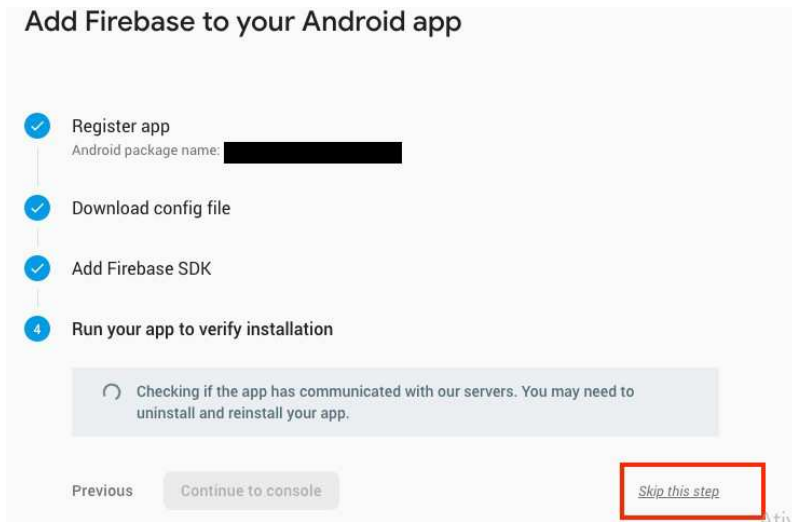 Add Firebase to your Android app
Register app
Android package name:
Download config file
Add Firebase SDK
4
Run your app to verify installation
Checking if the app has communicated with our servers. You may need to
uninstall and reinstall your app.
Previous
Continue to console
Skip this step